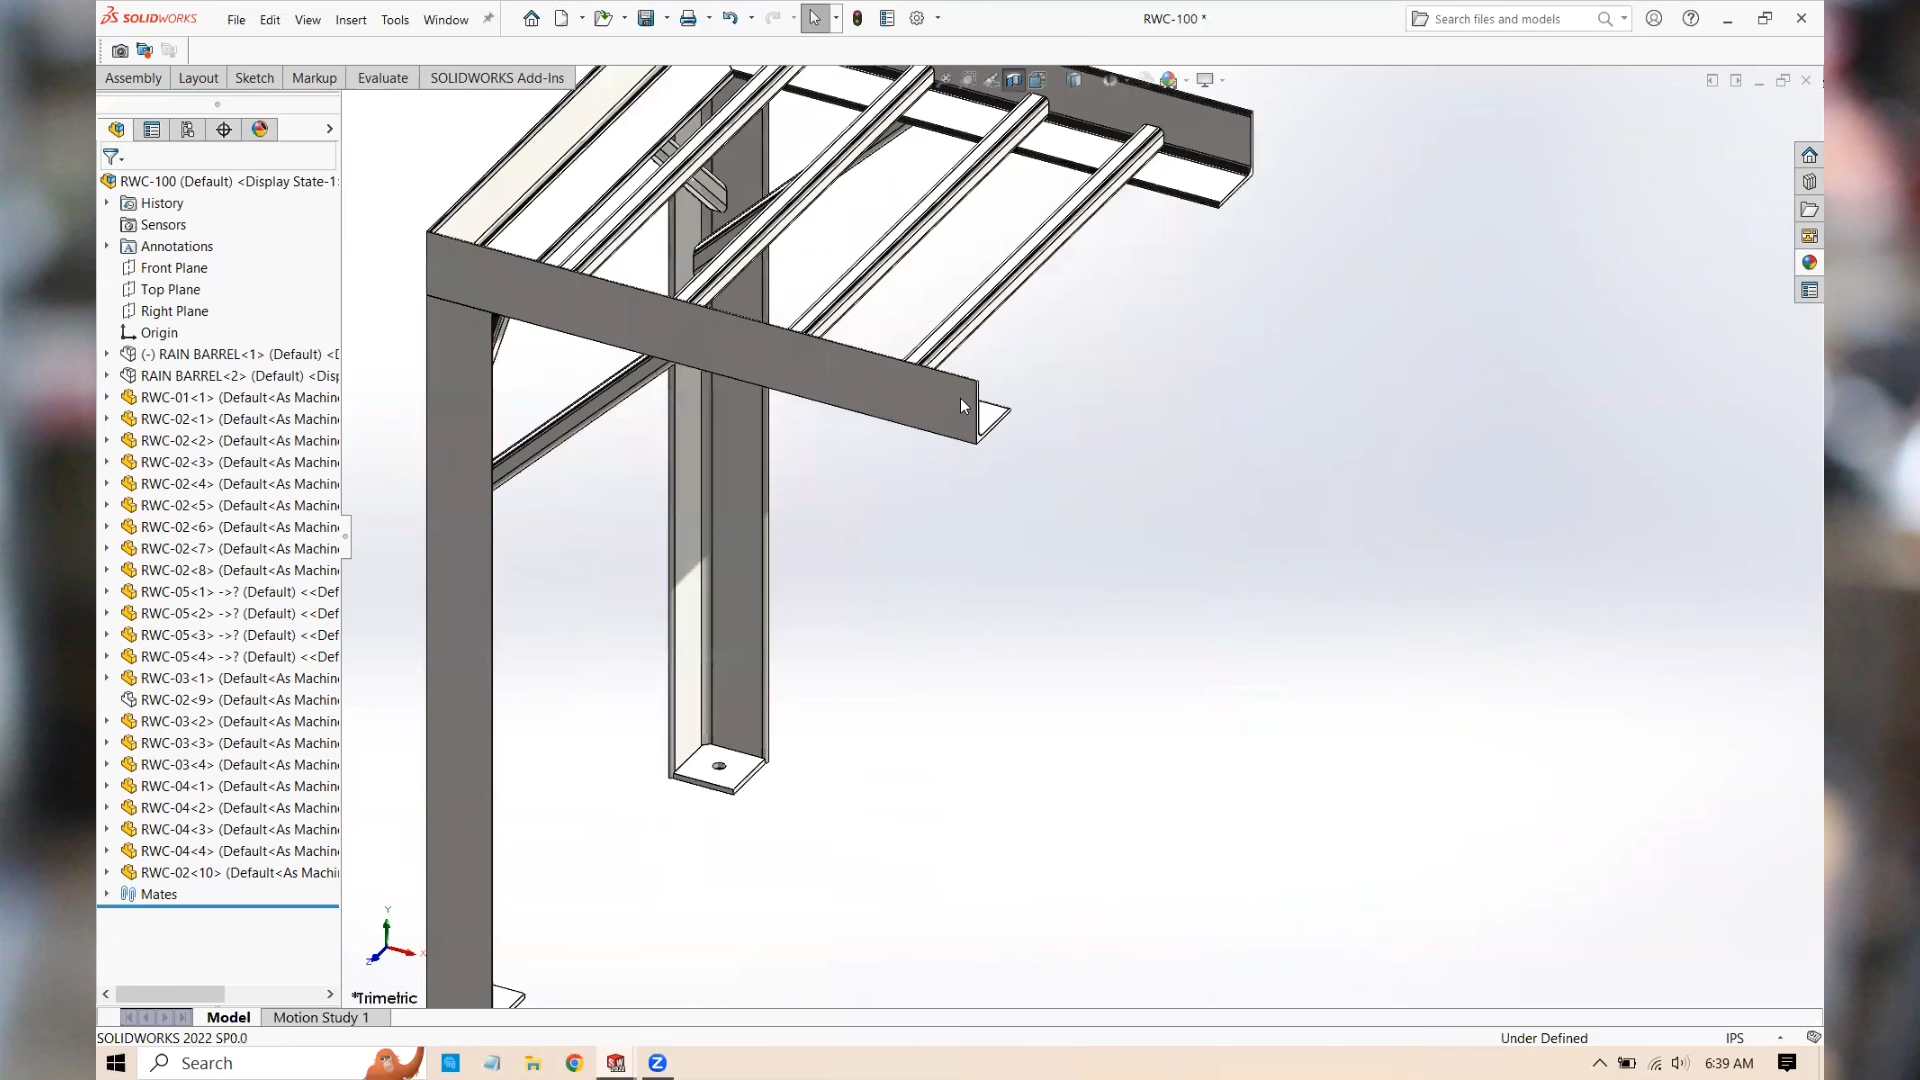 SOLIDWORKS
File Edit View Insert Tools Window
RWC-100 *
Search files and models
Assembly Layout Sketch Markup Evaluate SOLIDWORKS Add-Ins
RWC-100 (Default) <Display State-1
History
Sensors
Annotations
Front Plane
Top Plane
Right Plane
Origin
(-) RAIN BARREL<1> (Default) <
RAIN BARREL<2> (Default) <Disp
RWC-01<1> (Default<As Machin
RWC-02<1> (Default<As Machin
RWC-02<2> (Default<As Machin
RWC-02<3> (Default<As Machin
RWC-02<4> (Default<As Machin
RWC-02<5> (Default<As Machin
RWC-02<6> (Default<As Machin
RWC-02<7> (Default<As Machin
RWC-02<8> (Default<As Machin
RWC-05<1> ->? (Default) <<Def
RWC-05<2> ->? (Default) <<Def
RWC-05<3> ->? (Default) <<Def
RWC-05<4> ->? (Default) <<Def
RWC-03<1> (Default<As Machin
RWC-02<9> (Default<As Machin
RWC-03<2> (Default<As Machin
RWC-03<3> (Default<As Machin
RWC-03<4> (Default<As Machin
RWC-04<1> (Default<As Machin
RWC-04<2> (Default<As Machin
RWC-04<3> (Default<As Machin
RWC-04<4> (Default<As Machin
RWC-02<10> (Default<As Machi
Mates
Y
X
Z
*Trimetric
Model Motion Study 1
SOLIDWORKS 2022 SP0.0
Under Defined IPS
Search
6:39 AM